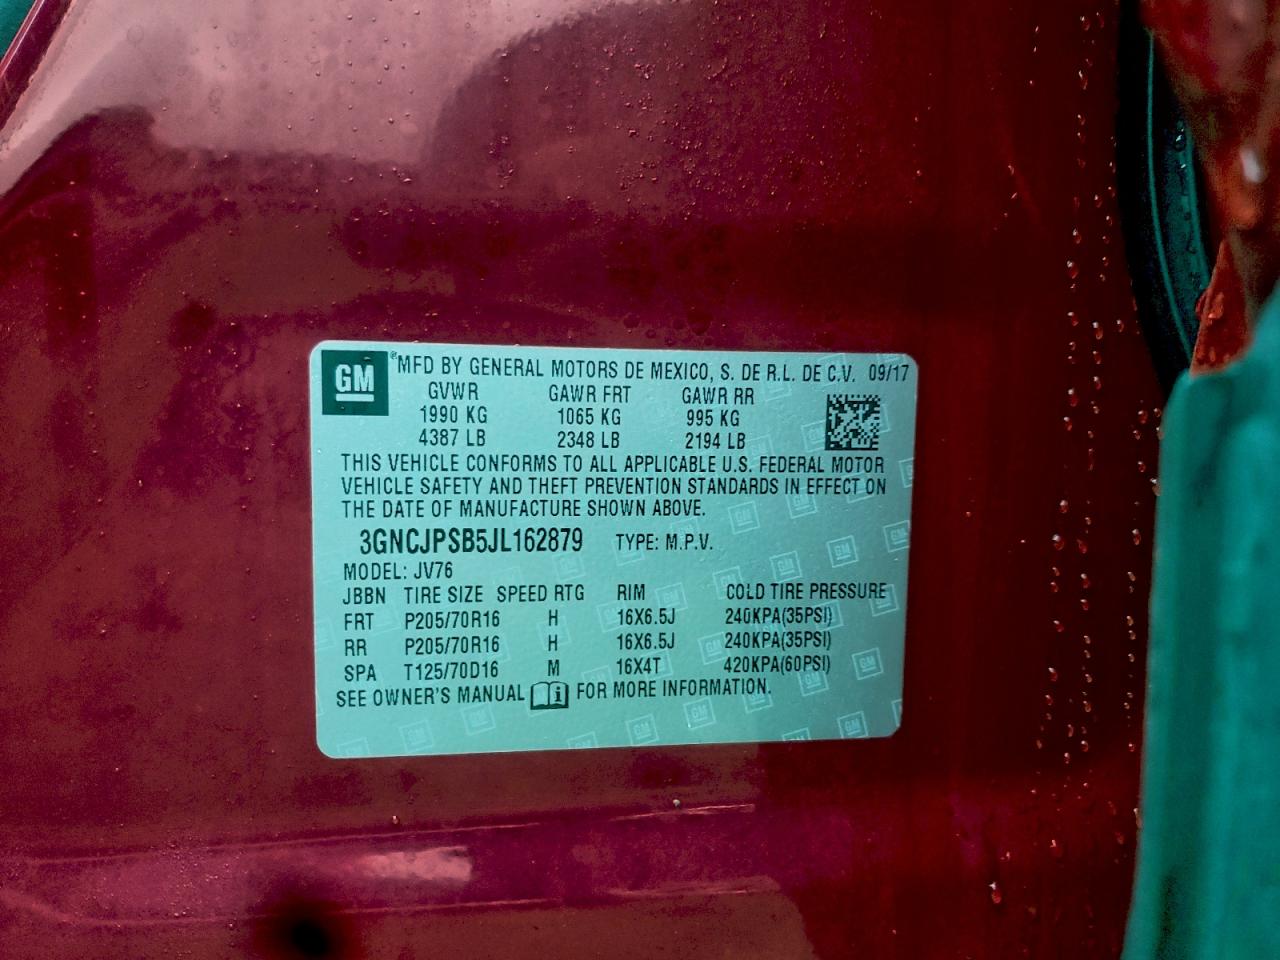 GM ®MFD BY GENERAL MOTORS DE MEXICO, S. DE R.L. DE C.V. 09/17
GVWR GAWR FRT GAWR RR
1990 KG 1065 KG 995 KG
4387 LB 2348 LB 2194 LB
THIS VEHICLE CONFORMS TO ALL APPLICABLE U.S. FEDERAL MOTOR
VEHICLE SAFETY AND THEFT PREVENTION STANDARDS IN EFFECT ON
THE DATE OF MANUFACTURE SHOWN ABOVE.
3GNCJPSB5JL162879 TYPE: M.P.V.
MODEL: JV76
JBBN TIRE SIZE SPEED RTG RIM COLD TIRE PRESSURE
FRT P205/70R16 H 16X6.5J 240KPA(35PSI)
RR P205/70R16 H 16X6.5J 240KPA(35PSI)
SPA T125/70D16 M 16X4T 420KPA(60PSI)
SEE OWNER'S MANUAL FOR MORE INFORMATION.